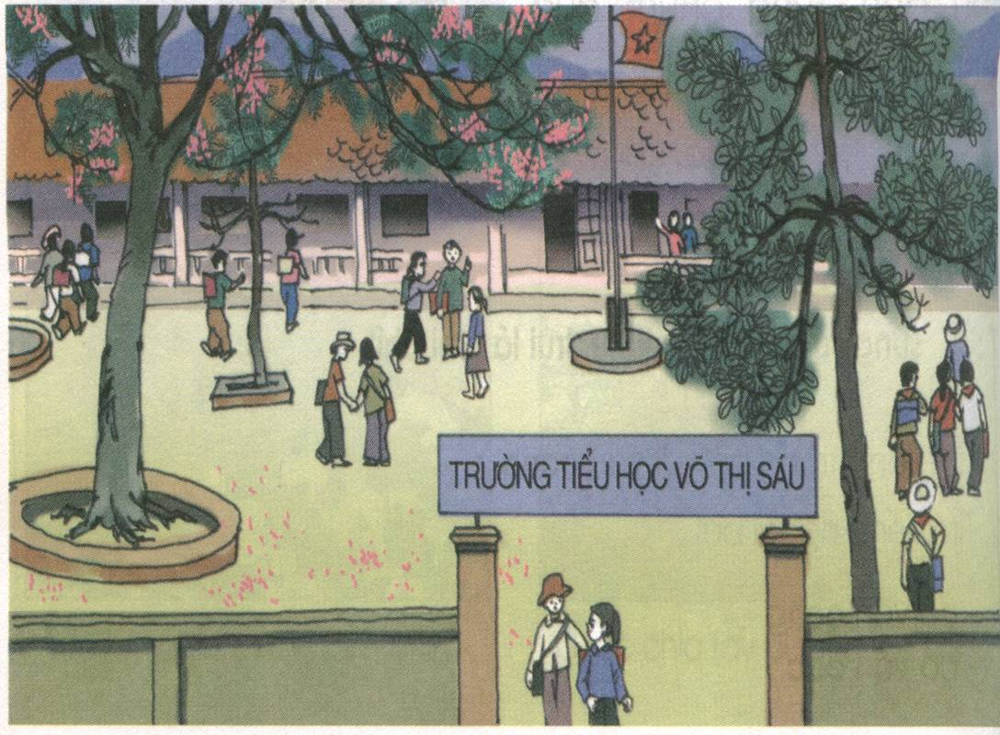 TRƯỜNG TIỂU HỌC VÕ THỊ SÁU